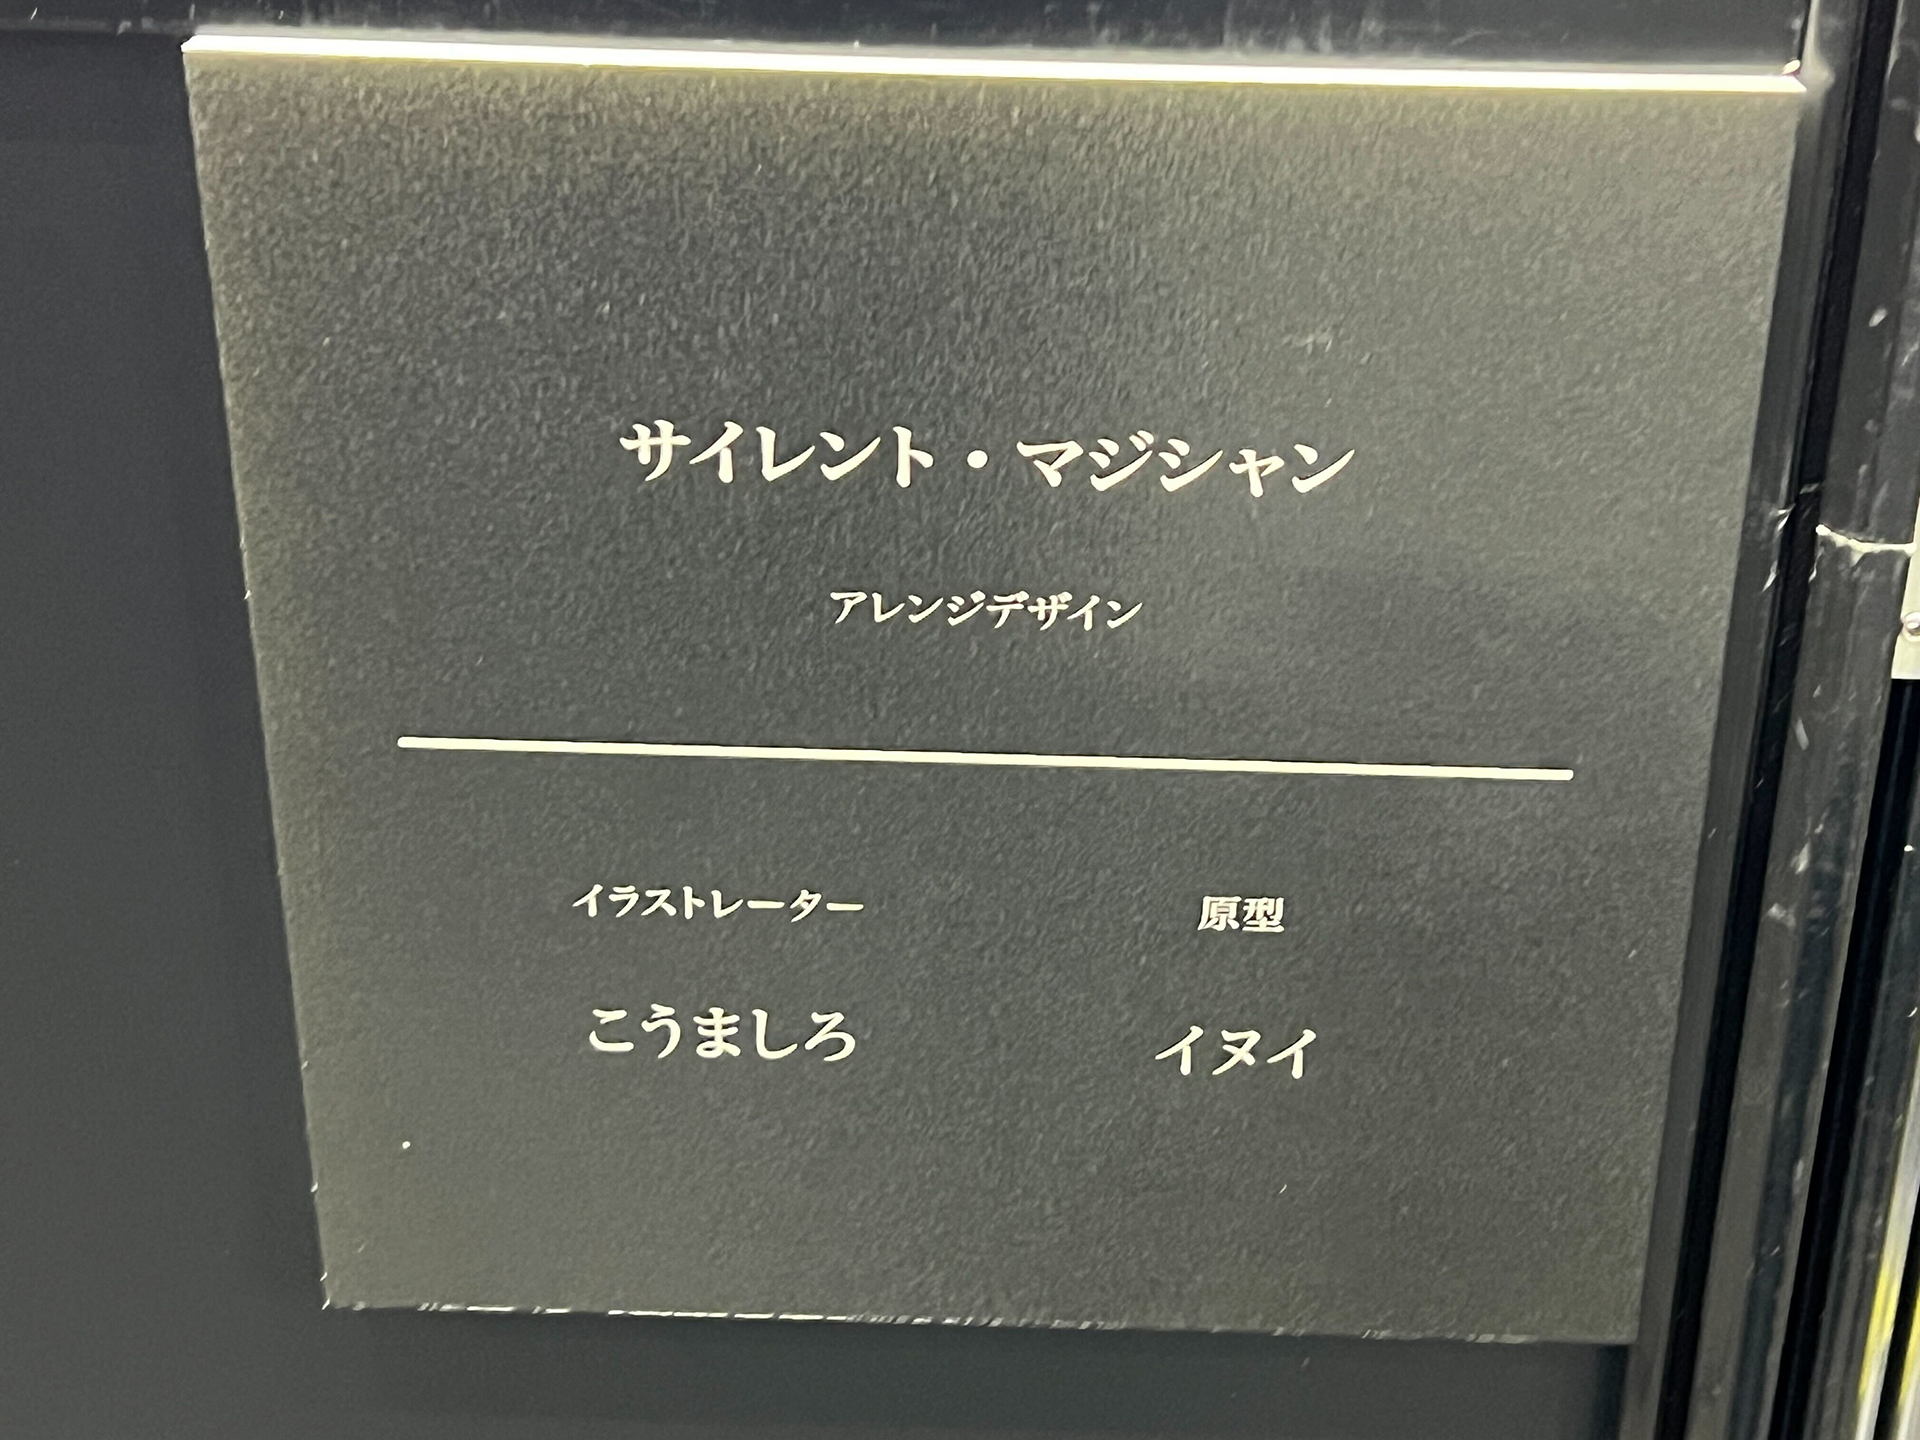 サイレント・マジシャン
アレンジデザイン
イラストレーター
原型
こうましろ
イヌイ